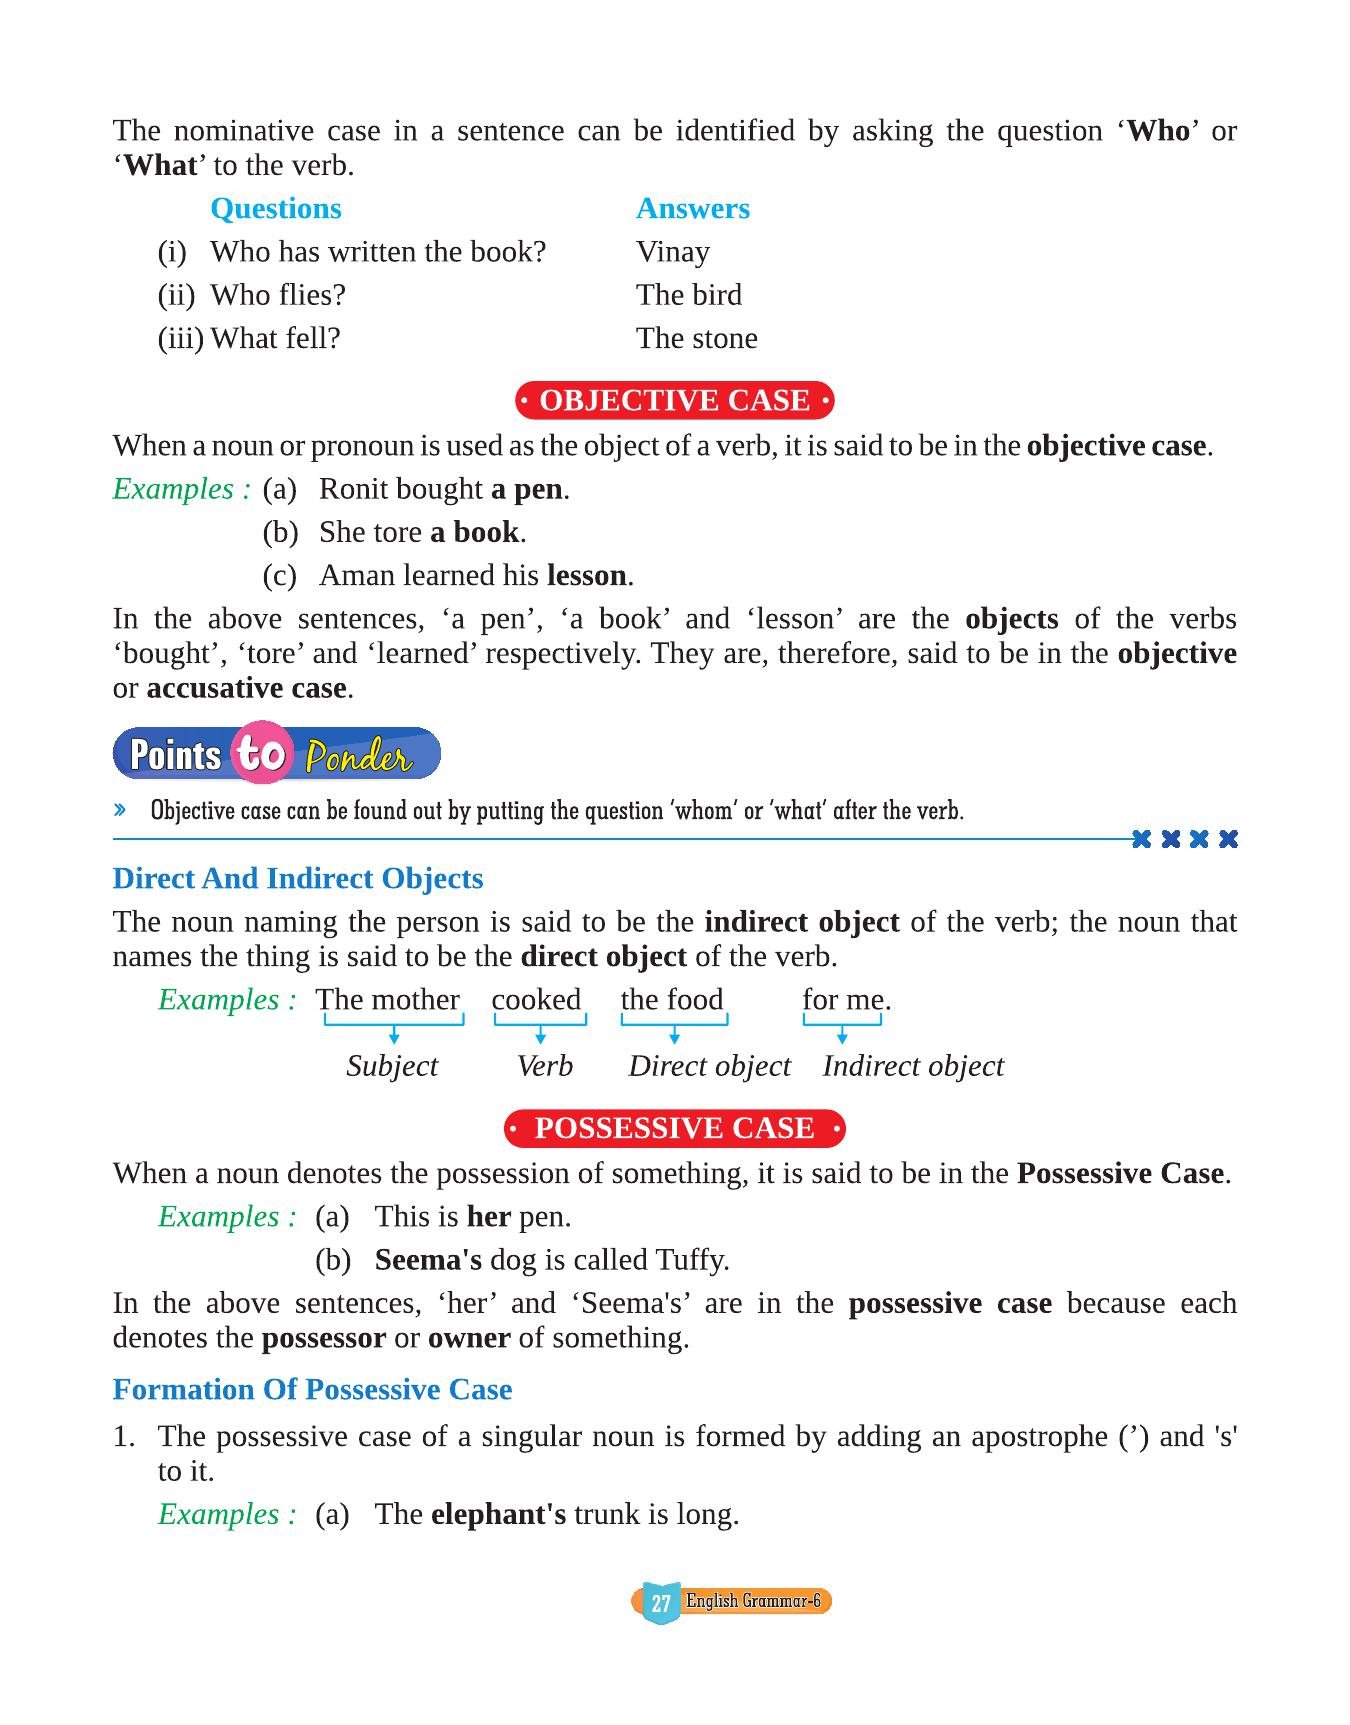 The nominative case in a sentence can be identified by asking the question ‘Who’ or
‘What’ to the verb.
Questions Answers
(i) Who has written the book? Vinay
(ii) Who flies? The bird
(iii) What fell? The stone
• OBJECTIVE CASE •
When a noun or pronoun is used as the object of a verb, it is said to be in the objective case.
Examples : (a) Ronit bought a pen.
(b) She tore a book.
(c) Aman learned his lesson.
In the above sentences, ‘a pen’, ‘a book’ and ‘lesson’ are the objects of the verbs
‘bought’, ‘tore’ and ‘learned’ respectively. They are, therefore, said to be in the objective
or accusative case.
Points to Ponder
» Objective case can be found out by putting the question ‘whom’ or ‘what’ after the verb.
Direct And Indirect Objects
The noun naming the person is said to be the indirect object of the verb; the noun that
names the thing is said to be the direct object of the verb.
Examples : The mother cooked the food for me.
Subject Verb Direct object Indirect object
• POSSESSIVE CASE •
When a noun denotes the possession of something, it is said to be in the Possessive Case.
Examples : (a) This is her pen.
(b) Seema's dog is called Tuffy.
In the above sentences, ‘her’ and ‘Seema's’ are in the possessive case because each
denotes the possessor or owner of something.
Formation Of Possessive Case
1. The possessive case of a singular noun is formed by adding an apostrophe (’) and 's'
to it.
Examples : (a) The elephant's trunk is long.
27 English Grammar-6